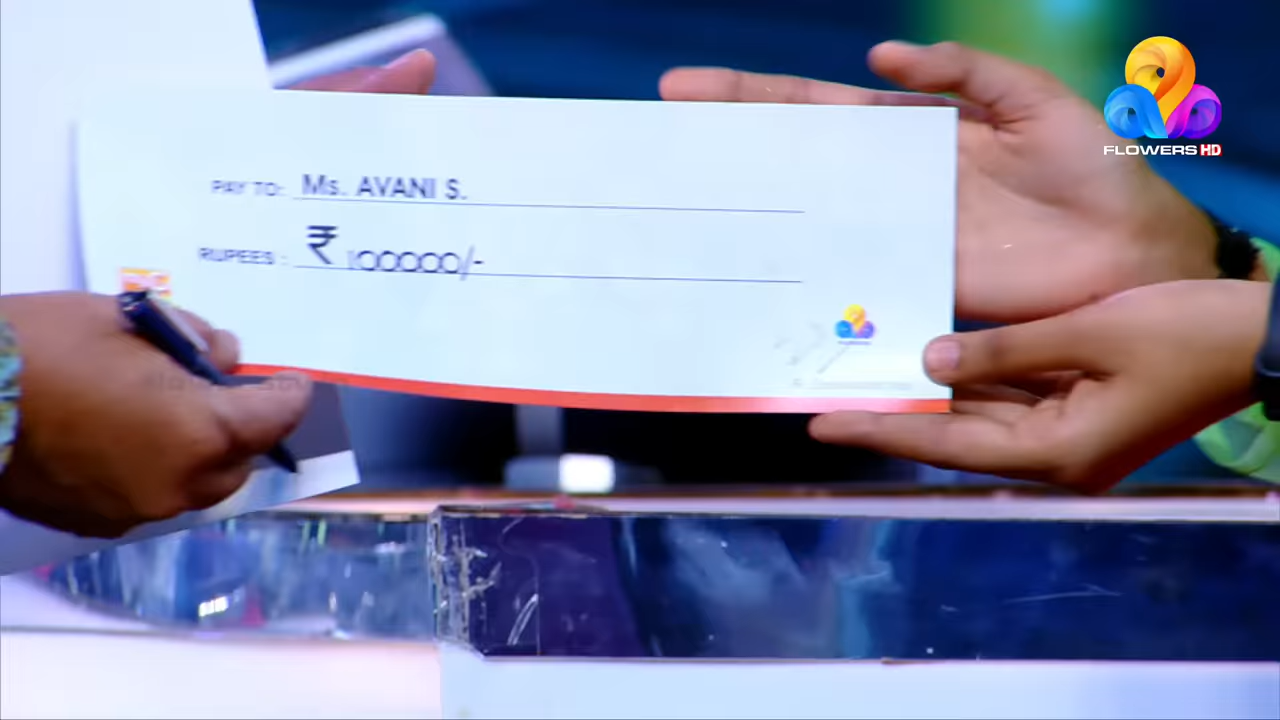 FLOWERS HD
PAY TO: Ms. AVANI S.
RUPEES : ₹ 100000/-